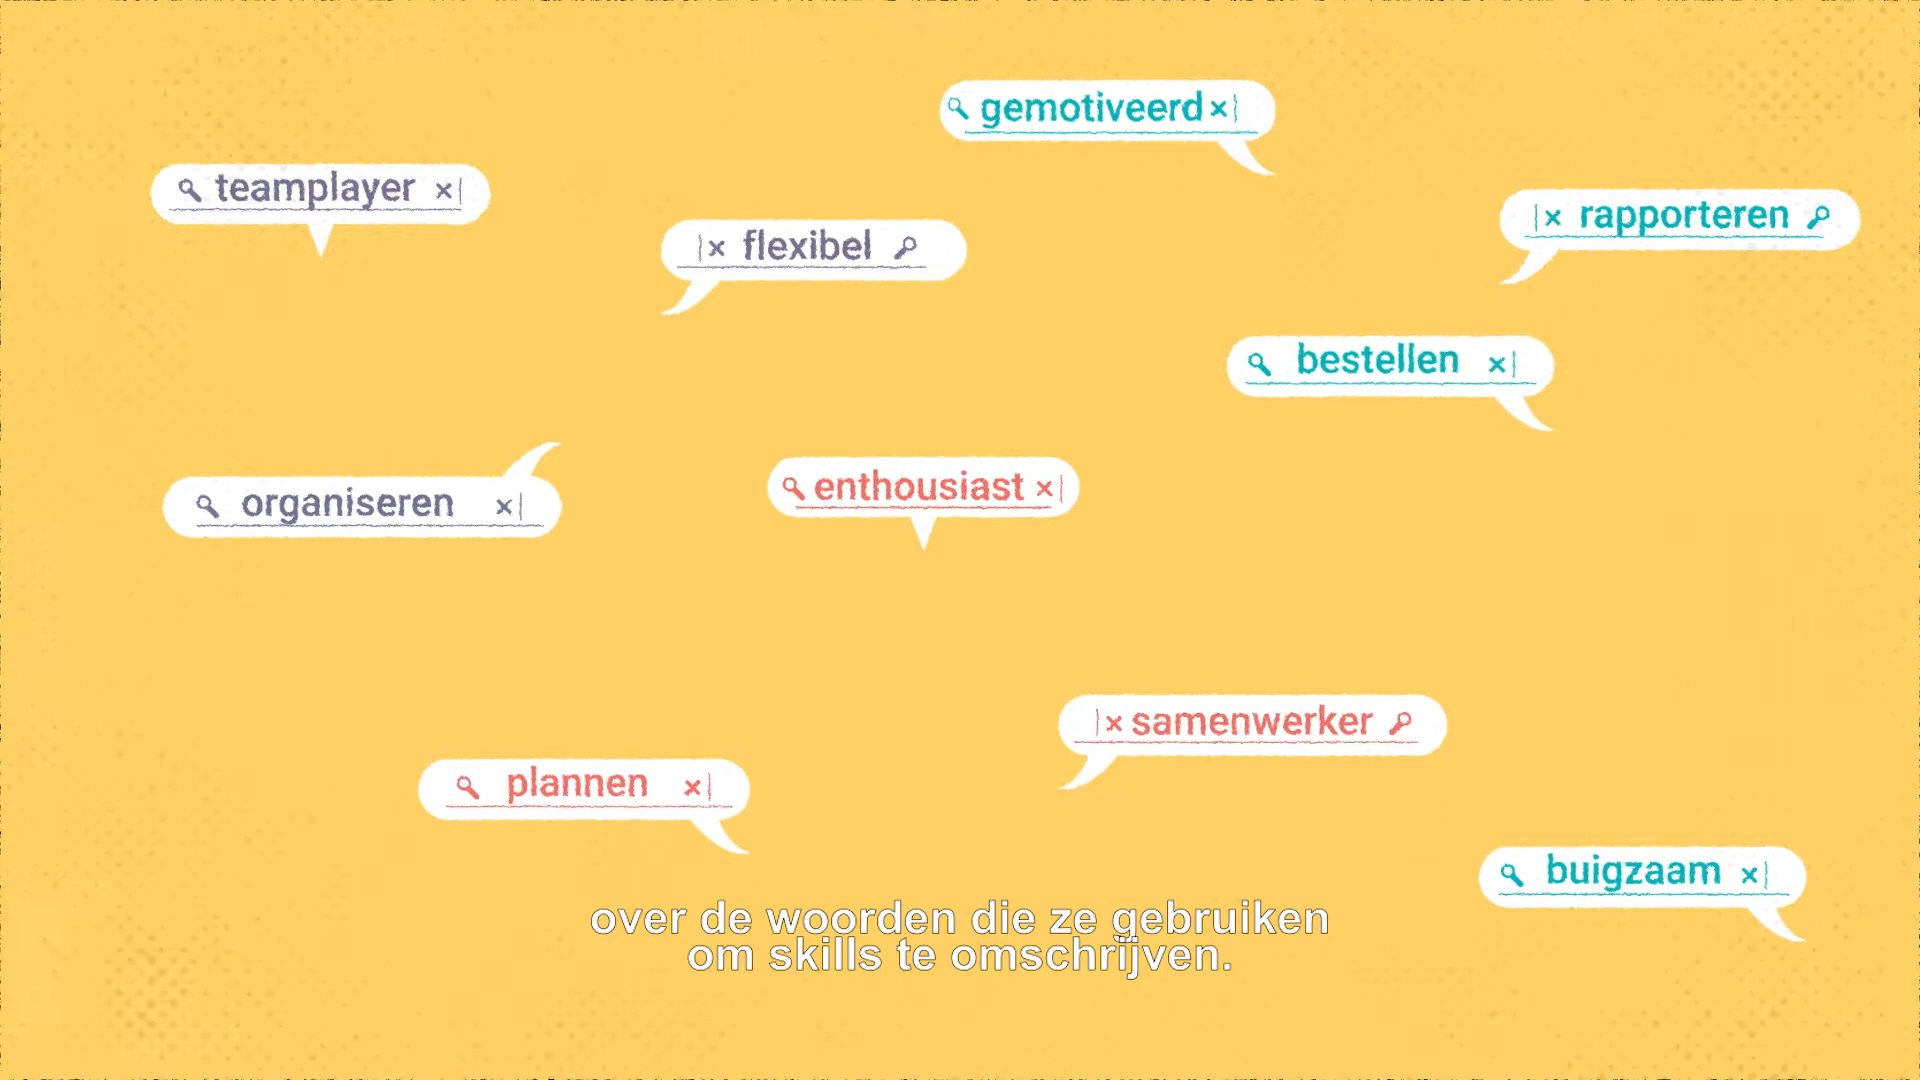 gemotiveerd
teamplayer
rapporteren
flexibel
bestellen
enthousiast
organiseren
samenwerker
plannen
buigzaam
over de woorden die ze gebruiken
om skills te omschrijven.